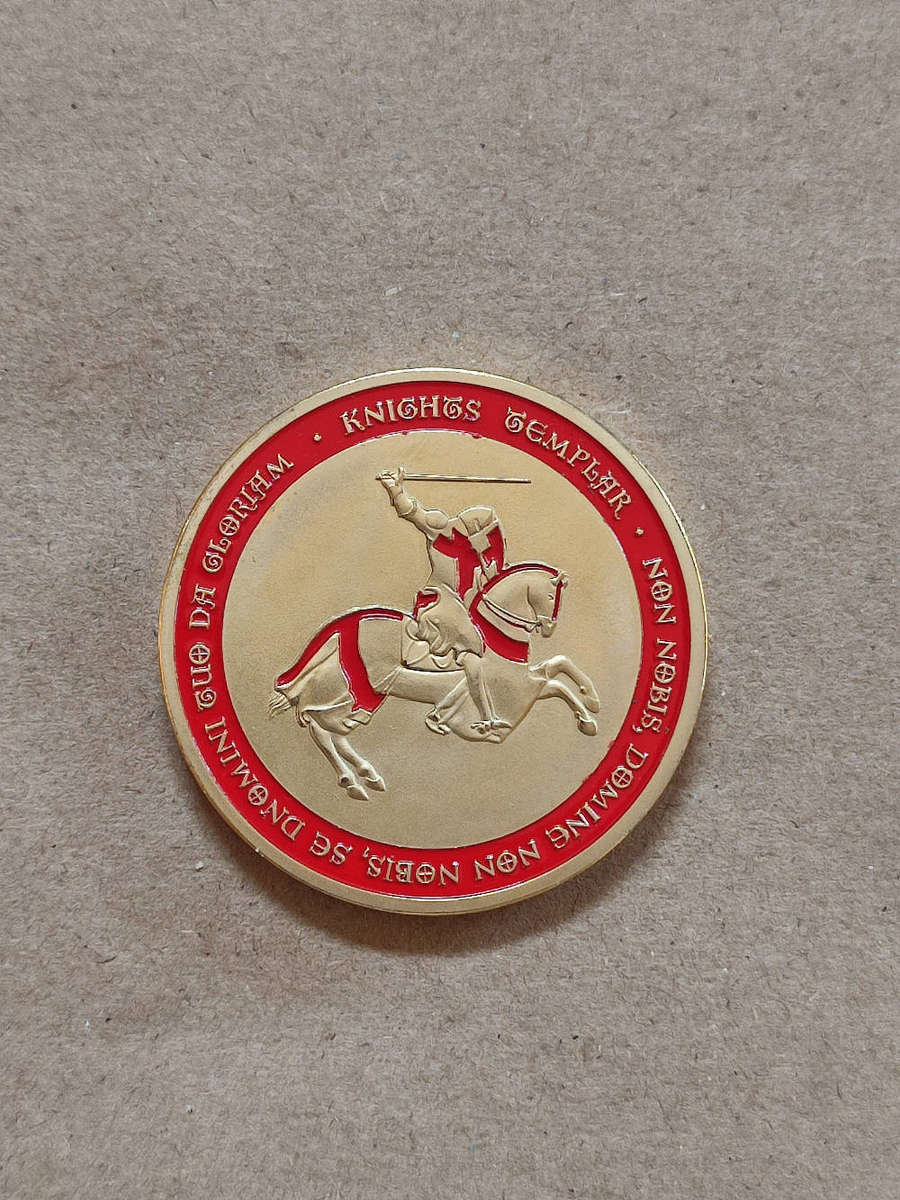 KNIGHTS TEMPLAR · NON NOBIS, DOMINE NON NOBIS, SE DNOMINI TUO DA GLORIAM ·